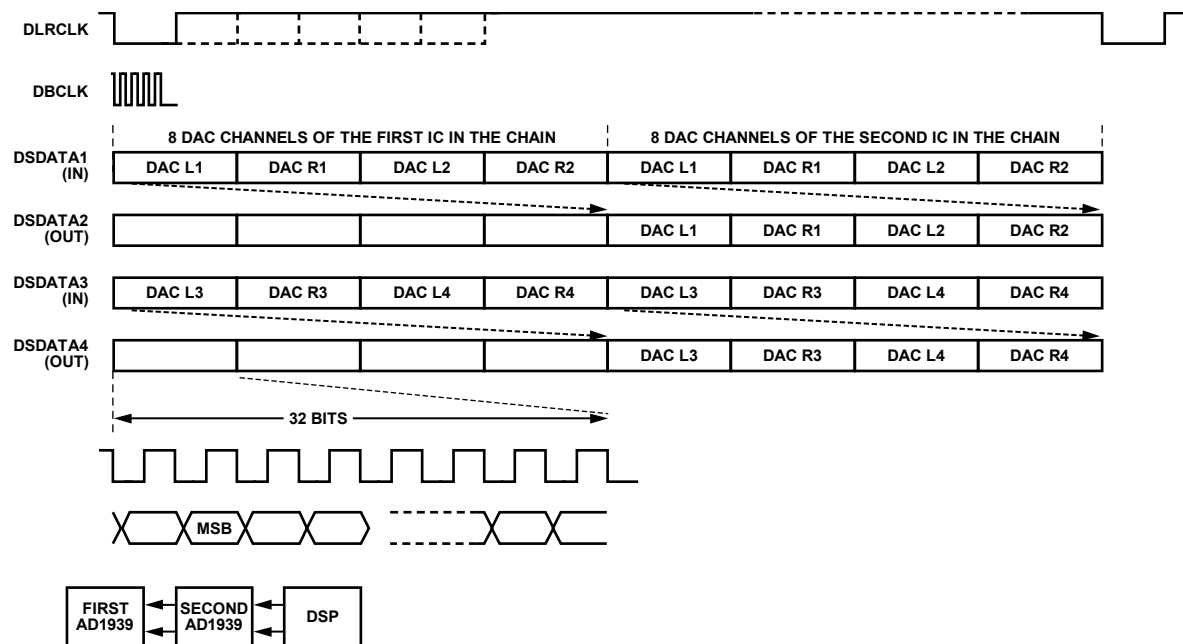 DLRCLK
DBCLK
8 DAC CHANNELS OF THE FIRST IC IN THE CHAIN 8 DAC CHANNELS OF THE SECOND IC IN THE CHAIN
DSDATA1
(IN)
DAC L1 DAC R1 DAC L2 DAC R2 DAC L1 DAC R1 DAC L2 DAC R2
DSDATA2
(OUT)
DAC L1 DAC R1 DAC L2 DAC R2
DSDATA3
(IN)
DAC L3 DAC R3 DAC L4 DAC R4 DAC L3 DAC R3 DAC L4 DAC R4
DSDATA4
(OUT)
DAC L3 DAC R3 DAC L4 DAC R4
32 BITS
MSB
FIRST
AD1939
SECOND
AD1939
DSP